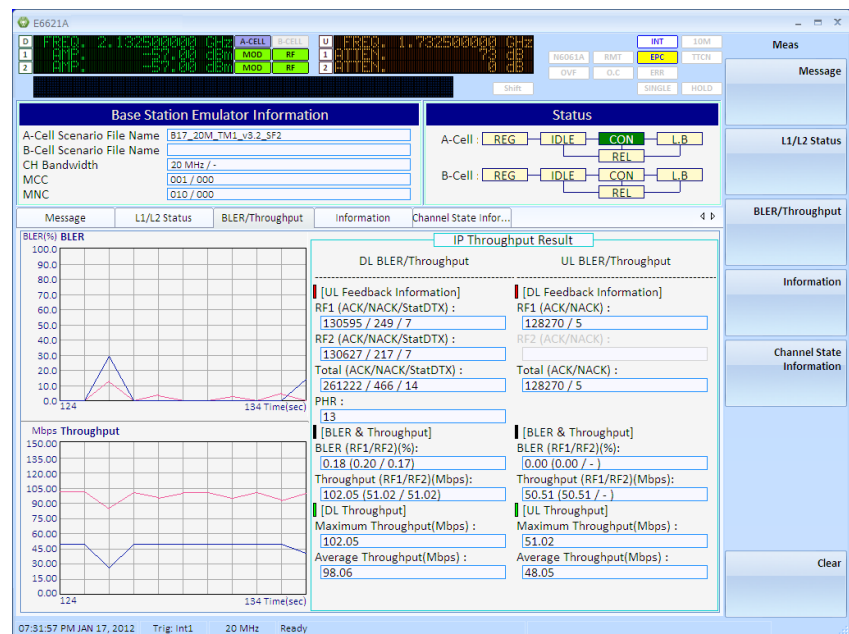 E6621A
D FREQ. 2.132500000 GHz A-CELL B-CELL U FREQ. 1.732500000 GHz INT 10M
1 AMP. -37.00 dBm MOD RF 1 ATTEN. dB N6061A RMT EPC TTCN
2 dBm MOD RF 2 dB OVF O.C ERR
Shift SINGLE HOLD
Meas
Message
L1/L2 Status
BLER/Throughput
Information
Channel State
Information
Clear
Base Station Emulator Information
A-Cell Scenario File Name B17_20M_TM1_v3.2_SF2
B-Cell Scenario File Name
CH Bandwidth 20 MHz / -
MCC 001 / 000
MNC 010 / 000
Status
A-Cell : REG IDLE CON L.B
REL
B-Cell : REG IDLE CON L.B
REL
Message L1/L2 Status BLER/Throughput Information Channel State Infor...
BLER(%) BLER
100.0
90.0
80.0
70.0
60.0
50.0
40.0
30.0
20.0
10.0
0.0
124 134 Time(sec)
Mbps Throughput
150.00
135.00
120.00
105.00
90.00
75.00
60.00
45.00
30.00
15.00
0.00
124 134 Time(sec)
IP Throughput Result
DL BLER/Throughput UL BLER/Throughput
[UL Feedback Information] [DL Feedback Information]
RF1 (ACK/NACK/StatDTX) : RF1 (ACK/NACK) :
130595 / 249 / 7 128270 / 5
RF2 (ACK/NACK/StatDTX) : RF2 (ACK/NACK) :
130627 / 217 / 7
Total (ACK/NACK/StatDTX) : Total (ACK/NACK) :
261222 / 466 / 14 128270 / 5
PHR :
13
[BLER & Throughput] [BLER & Throughput]
BLER (RF1/RF2)(%): BLER (RF1/RF2)(%):
0.18 (0.20 / 0.17) 0.00 (0.00 / - )
Throughput (RF1/RF2)(Mbps): Throughput (RF1/RF2)(Mbps):
102.05 (51.02 / 51.02) 50.51 (50.51 / - )
[DL Throughput] [UL Throughput]
Maximum Throughput(Mbps) : Maximum Throughput(Mbps) :
102.05 51.02
Average Throughput(Mbps) : Average Throughput(Mbps) :
98.06 48.05
07:31:57 PM JAN 17, 2012 Trig: Int1 20 MHz Ready